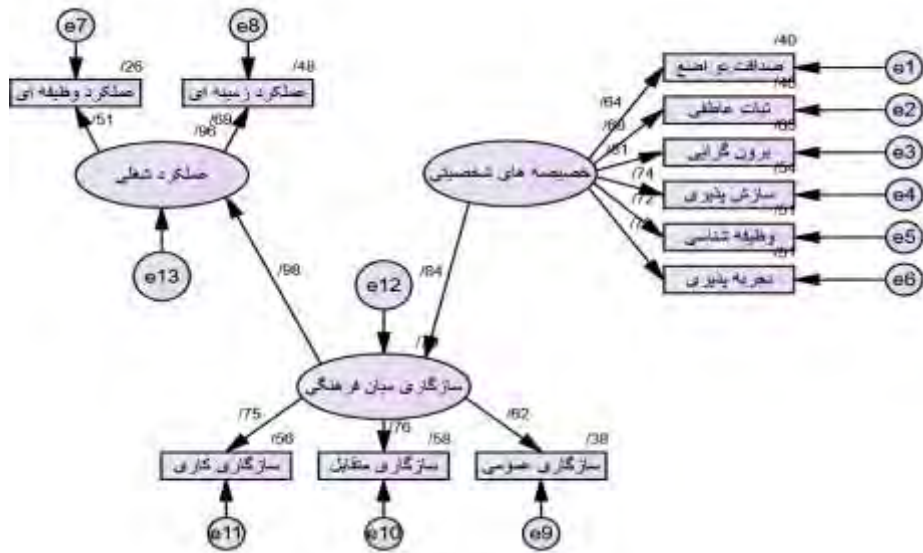 e7
e8
/26
/48
/40
عملکرد وظیفه ای
عملکرد زمینه ای
صداقت-تواضع
e1
/51
/69
/96
/64
ثبات عاطفی
e2
عملکرد شغلی
خصیصه های شخصیتی
برون گرایی
e3
/74
/54
سازش پذیری
e4
/72
/51
وظیفه شناسی
e5
/51
تجربه پذیری
e6
e13
/98
/84
e12
سازگاری میان فرهنگی
/75
/76
/62
/56
/58
/38
سازگاری کاری
سازگاری متقابل
سازگاری عمومی
e11
e10
e9